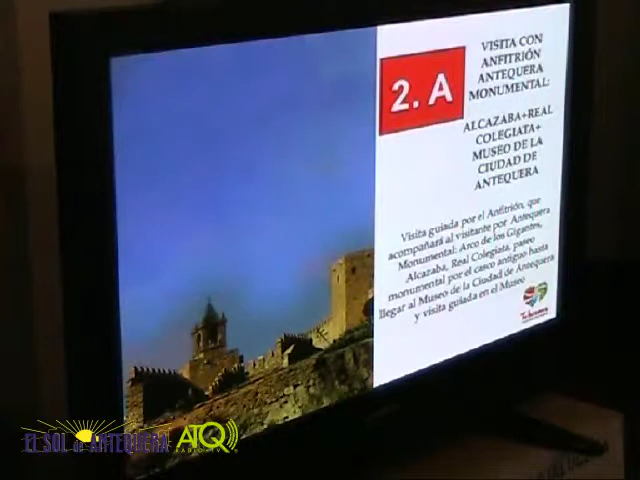 2. A
VISITA CON
ANFITRIÓN
ANTEQUERA
MONUMENTAL:
ALCAZABA+REAL
COLEGIATA+
MUSEO DE LA
CIUDAD DE
ANTEQUERA
Visita guiada por el Anfitrión, que
acompañará al visitante por Antequera
Monumental: Arco de los Gigantes,
Alcazaba, Real Colegiata, paseo
monumental por el casco antiguo hasta
llegar al Museo de la Ciudad de Antequera
y visita guiada en el Museo
EL SOL de ANTEQUERA
ATQ
RADIO TV